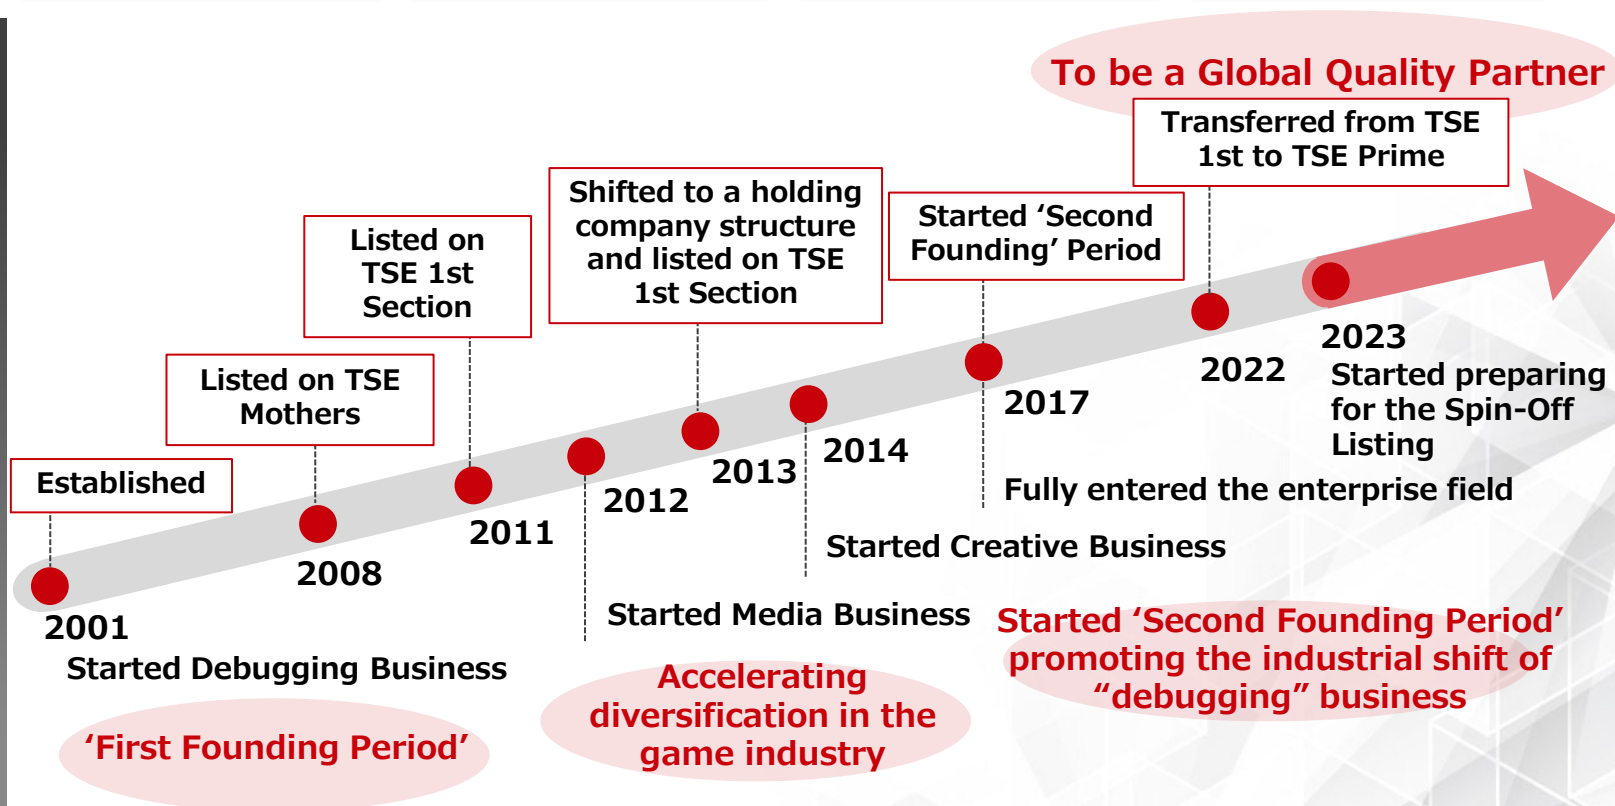 To be a Global Quality Partner
Transferred from TSE
1st to TSE Prime
Shifted to a holding
company structure
and listed on TSE
1st Section
Started ‘Second
Founding’ Period
Listed on
TSE 1st
Section
Listed on TSE
Mothers
Established
2001
Started Debugging Business
2008
2011
2012
Started Media Business
2013
2014
Started Creative Business
2017
Fully entered the enterprise field
2022
2023
Started preparing
for the Spin-Off
Listing
‘First Founding Period’
Accelerating
diversification in the
game industry
Started ‘Second Founding Period’
promoting the industrial shift of
“debugging” business